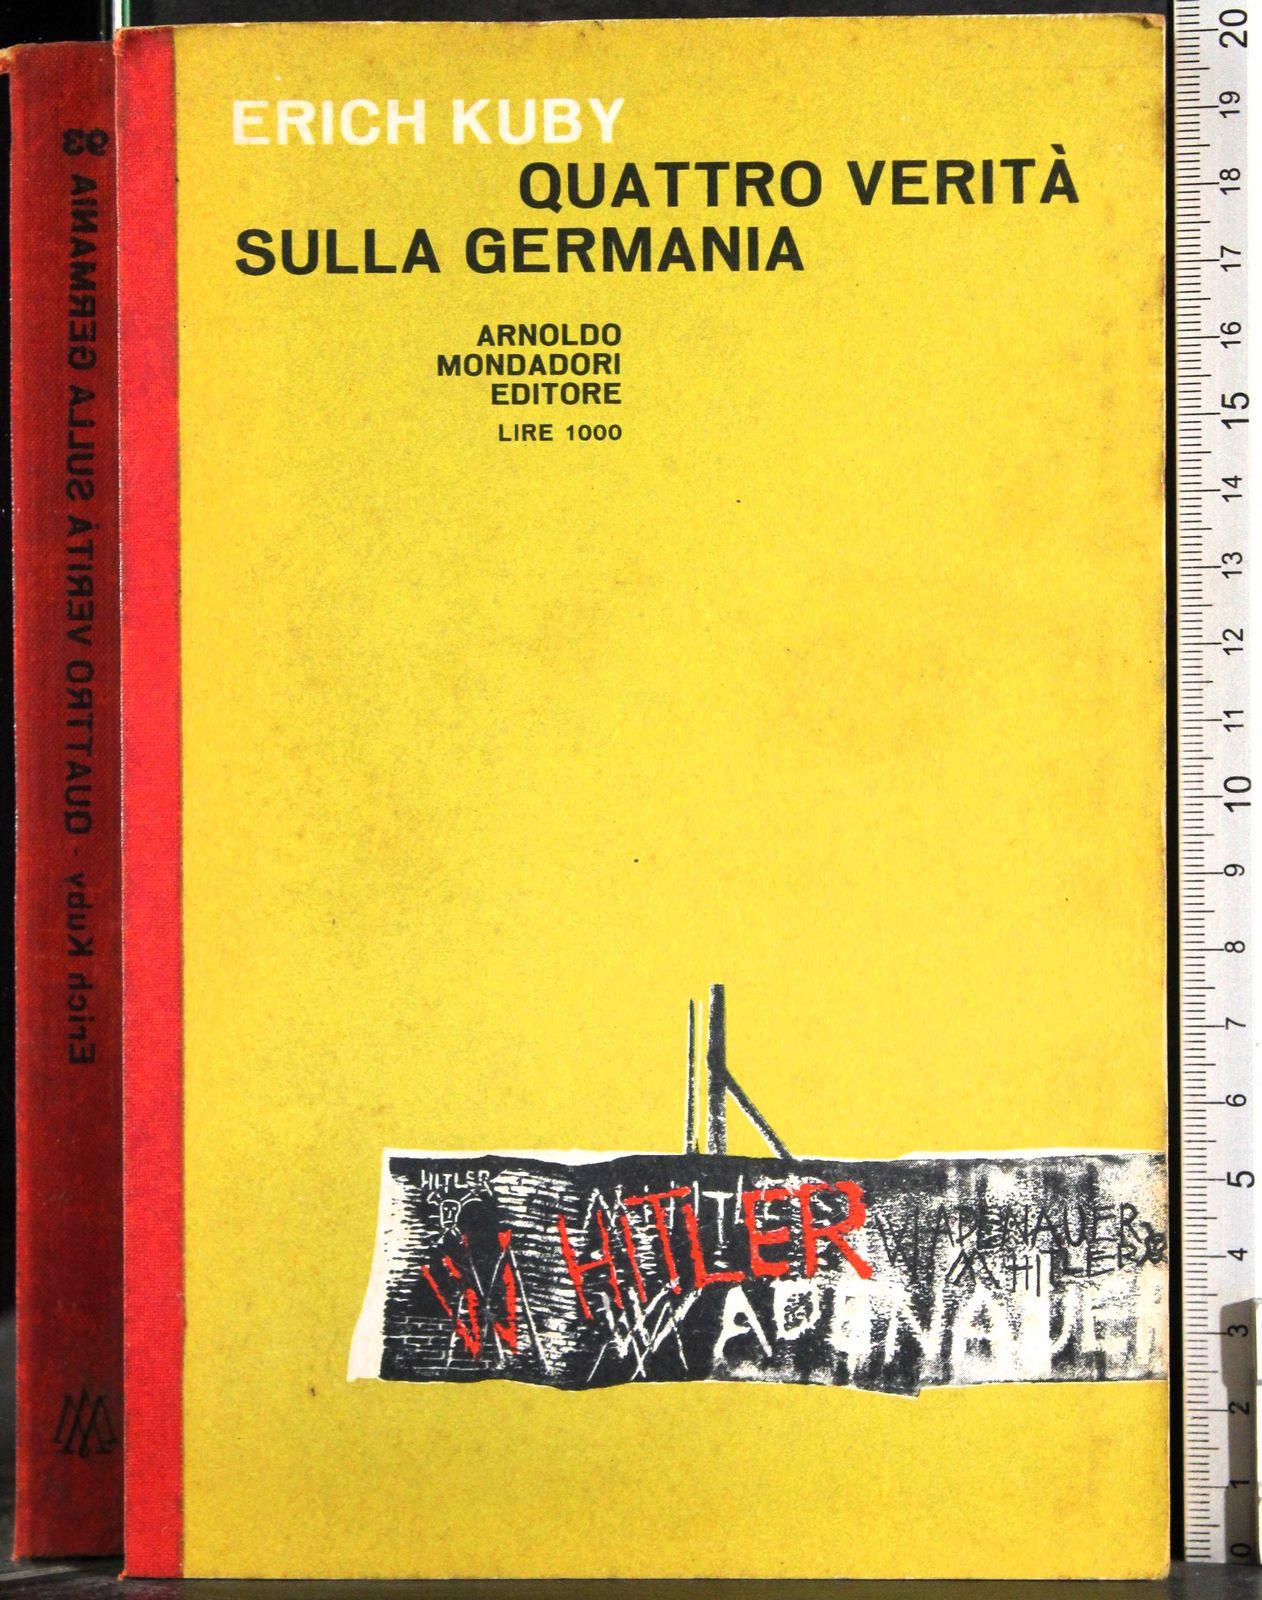 ERICH KUBY
QUATTRO VERITÀ
SULLA GERMANIA
ARNOLDO
MONDADORI
EDITORE
LIRE 1000
HITLER
HITLER
W ADENAUER
HITLER
W ADENAUE
Erich Kuby - QUATTRO VERITÀ SULLA GERMANIA 93
20
19
18
17
16
15
14
13
12
11
10
9
8
7
6
5
4
3
2
1
0